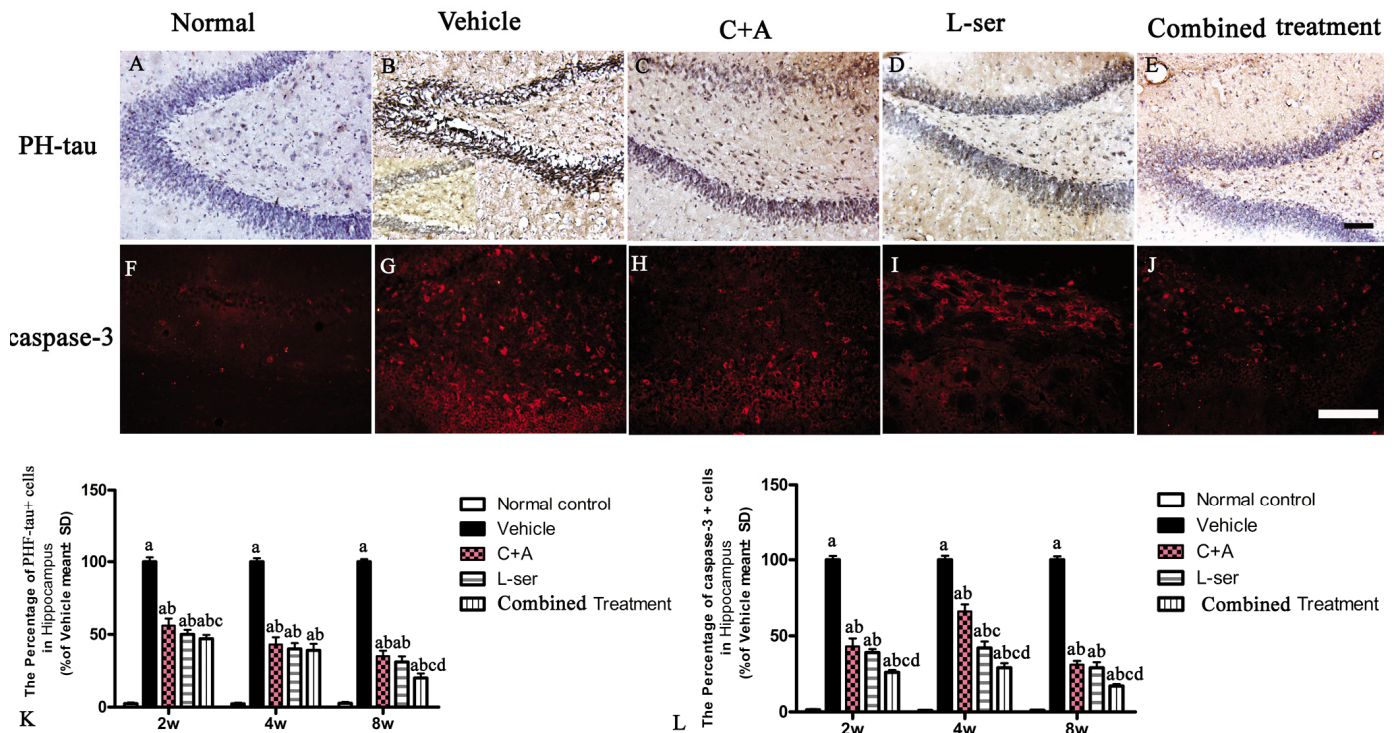 Normal Vehicle C+A L-ser Combined treatment
PH-tau
A B C D E
caspase-3
F G H I J
The Percentage of PHF-tau+ cells
in Hippocampus
(%of Vehicle mean± SD)
150
100
50
0
a a a
ab ababc ab ab ab abab abcd
2w 4w 8w
K
Normal control
Vehicle
C+A
L-ser
Combined Treatment
The Percentage of caspase-3 + cells
in Hippocampus
(%of Vehicle mean± SD)
150
100
50
0
a a a
ab ab abcd ab abc abcd ab ab abcd
2w 4w 8w
L
Normal control
Vehicle
C+A
L-ser
Combined Treatment